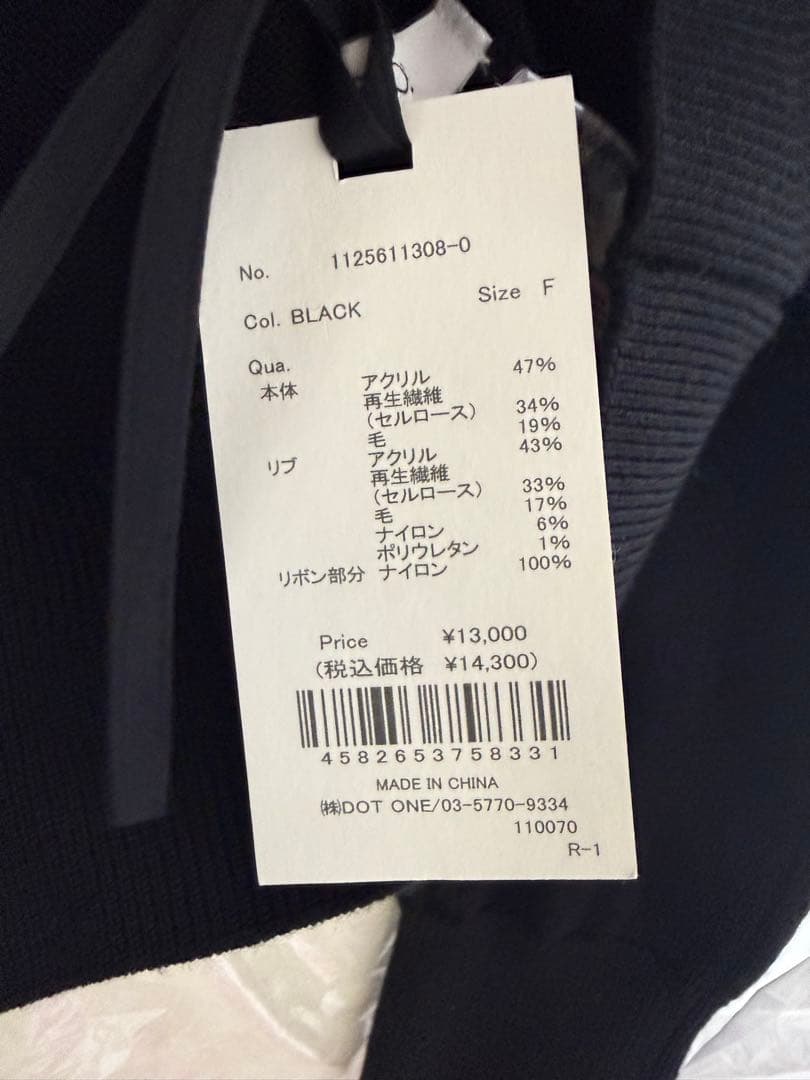 No. 1125611308-0
Col. BLACK Size F
Qua.
本体 アクリル 47%
再生繊維
(セルロース) 34%
毛 19%
リブ アクリル 43%
再生繊維
(セルロース) 33%
毛 17%
ナイロン 6%
ポリウレタン 1%
リボン部分 ナイロン 100%
Price ¥13,000
(税込価格 ¥14,300)
4582653758331
MADE IN CHINA
㈱DOT ONE/03-5770-9334
110070
R-1